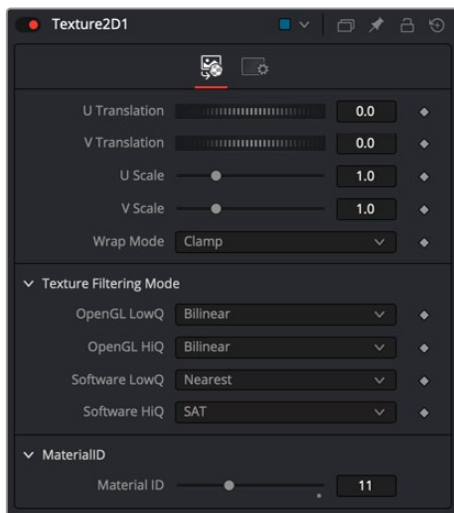 Texture2D1
U Translation 0.0
V Translation 0.0
U Scale 1.0
V Scale 1.0
Wrap Mode Clamp
Texture Filtering Mode
OpenGL LowQ Bilinear
OpenGL HiQ Bilinear
Software LowQ Nearest
Software HiQ SAT
MaterialID
Material ID 11